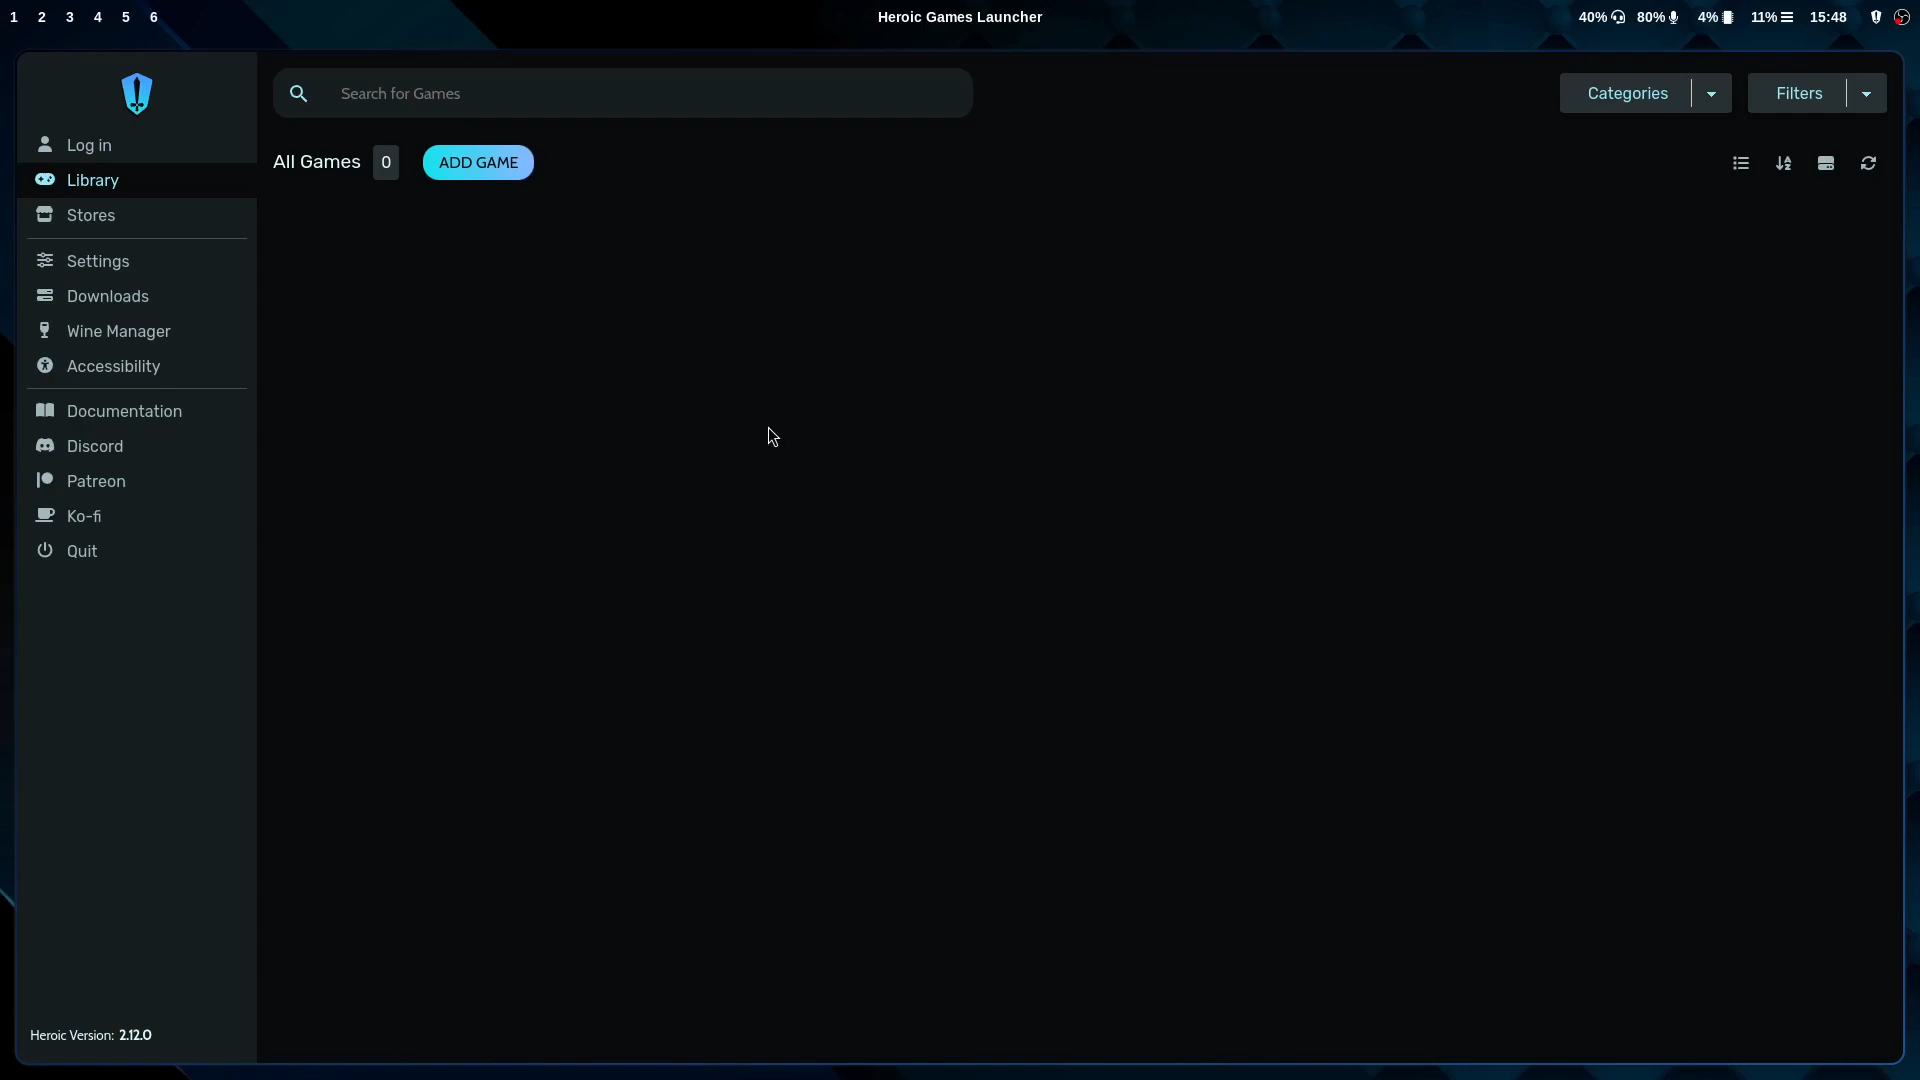 1 2 3 4 5 6
Heroic Games Launcher
40% 80% 4% 11% 15:48
Search for Games
Categories
Filters
All Games 0 ADD GAME
Log in
Library
Stores
Settings
Downloads
Wine Manager
Accessibility
Documentation
Discord
Patreon
Ko-fi
Quit
Heroic Version: 2.12.0